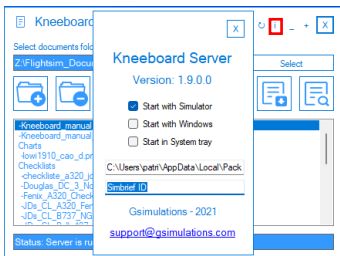 Kneeboard
X
i
_
+
X
Select documents fold
Z:\Flightsim_Docu
Select
Kneeboard Server
Version: 1.9.0.0
Start with Simulator
Start with Windows
Start in System tray
C:\Users\patri\AppData\Local\Pack
Simbrief ID
Gsimulations - 2021
support@gsimulations.com
-Kneeboard_manual
-Kneeboard_manual
Charts
-lowi1910_cao_d.pr
Checklists
-checkliste_a320_jd
-Douglas_DC_3_No
-Fenix_A320_Check
-JDs_CL_A320_Fen
-JDs_CL_B737_NG
Status: Server is ru